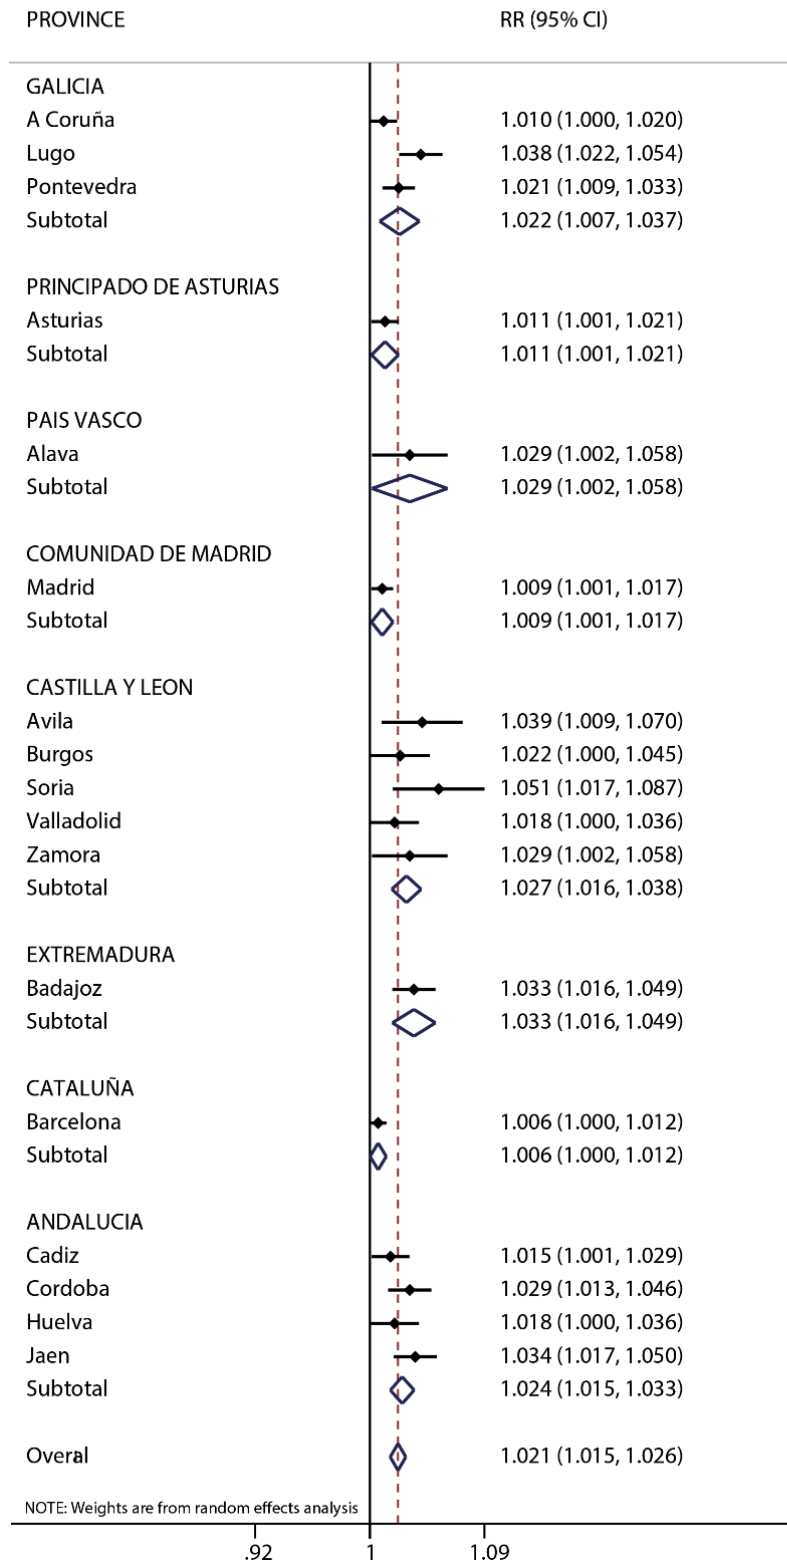 PROVINCE RR (95% CI)
GALICIA
A Coruña 1.010 (1.000, 1.020)
Lugo 1.038 (1.022, 1.054)
Pontevedra 1.021 (1.009, 1.033)
Subtotal 1.022 (1.007, 1.037)
PRINCIPADO DE ASTURIAS
Asturias 1.011 (1.001, 1.021)
Subtotal 1.011 (1.001, 1.021)
PAIS VASCO
Alava 1.029 (1.002, 1.058)
Subtotal 1.029 (1.002, 1.058)
COMUNIDAD DE MADRID
Madrid 1.009 (1.001, 1.017)
Subtotal 1.009 (1.001, 1.017)
CASTILLA Y LEON
Avila 1.039 (1.009, 1.070)
Burgos 1.022 (1.000, 1.045)
Soria 1.051 (1.017, 1.087)
Valladolid 1.018 (1.000, 1.036)
Zamora 1.029 (1.002, 1.058)
Subtotal 1.027 (1.016, 1.038)
EXTREMADURA
Badajoz 1.033 (1.016, 1.049)
Subtotal 1.033 (1.016, 1.049)
CATALUÑA
Barcelona 1.006 (1.000, 1.012)
Subtotal 1.006 (1.000, 1.012)
ANDALUCIA
Cadiz 1.015 (1.001, 1.029)
Cordoba 1.029 (1.013, 1.046)
Huelva 1.018 (1.000, 1.036)
Jaen 1.034 (1.017, 1.050)
Subtotal 1.024 (1.015, 1.033)
Overal 1.021 (1.015, 1.026)
NOTE: Weights are from random effects analysis
.92 1 1.09